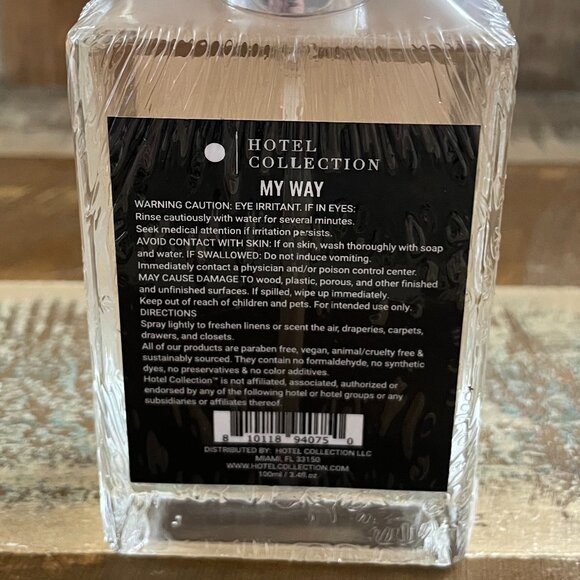 HOTEL
COLLECTION
MY WAY
WARNING CAUTION: EYE IRRITANT. IF IN EYES:
Rinse cautiously with water for several minutes.
Seek medical attention if irritation persists.
AVOID CONTACT WITH SKIN: If on skin, wash thoroughly with soap
and water. IF SWALLOWED: Do not induce vomiting.
Immediately contact a physician and/or poison control center.
MAY CAUSE DAMAGE TO wood, plastic, porous, and other finished
and unfinished surfaces. If spilled, wipe up immediately.
Keep out of reach of children and pets. For intended use only.
DIRECTIONS
Spray lightly to freshen linens or scent the air, draperies, carpets,
drawers, and closets.
All of our products are paraben free, vegan, animal/cruelty free &
sustainably sourced. They contain no formaldehyde, no synthetic
dyes, no preservatives & no color additives.
Hotel Collection™ is not affiliated, associated, authorized or
endorsed by any of the following hotel or hotel groups or any
subsidiaries or affiliates thereof.
8 10118 94075 0
DISTRIBUTED BY: HOTEL COLLECTION LLC
MIAMI, FL 33150
WWW.HOTELCOLLECTION.COM
100ml / 3.4fl.oz